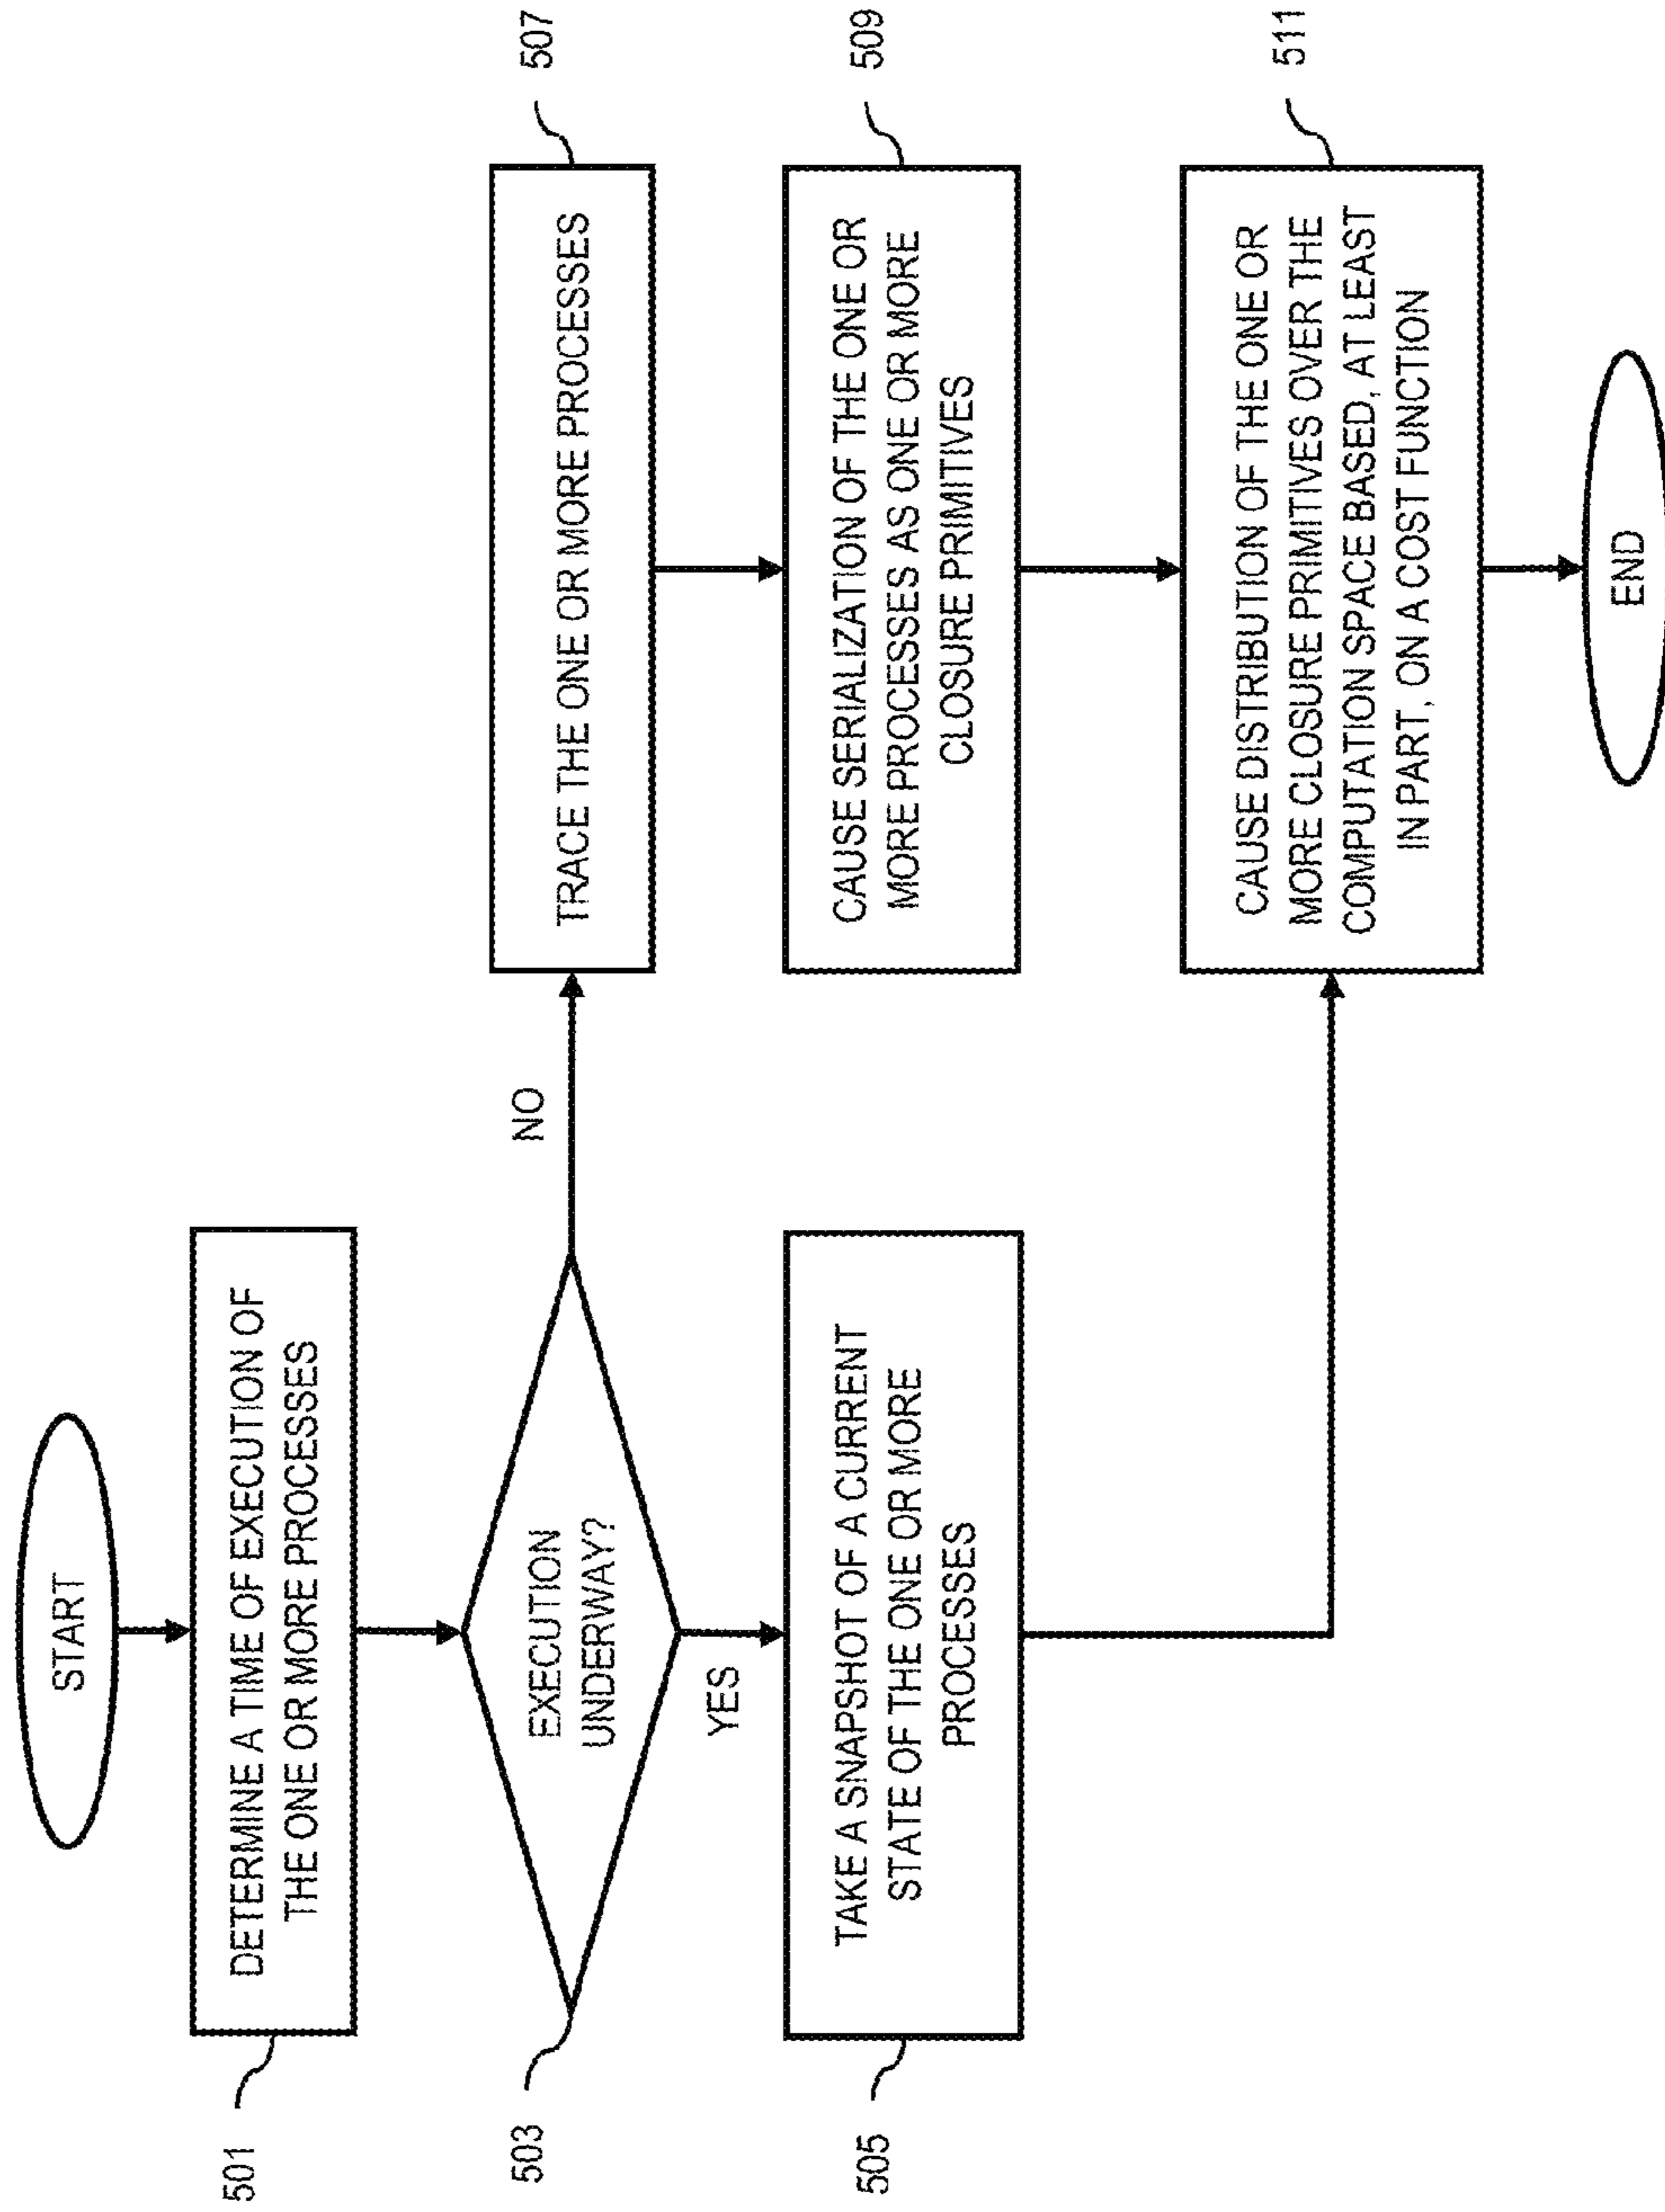 START
501
DETERMINE A TIME OF EXECUTION OF
THE ONE OR MORE PROCESSES
503
EXECUTION
UNDERWAY?
NO
YES
505
TAKE A SNAPSHOT OF A CURRENT
STATE OF THE ONE OR MORE
PROCESSES
507
TRACE THE ONE OR MORE PROCESSES
509
CAUSE SERIALIZATION OF THE ONE OR
MORE PROCESSES AS ONE OR MORE
CLOSURE PRIMITIVES
511
CAUSE DISTRIBUTION OF THE ONE OR
MORE CLOSURE PRIMITIVES OVER THE
COMPUTATION SPACE BASED, AT LEAST
IN PART, ON A COST FUNCTION
END